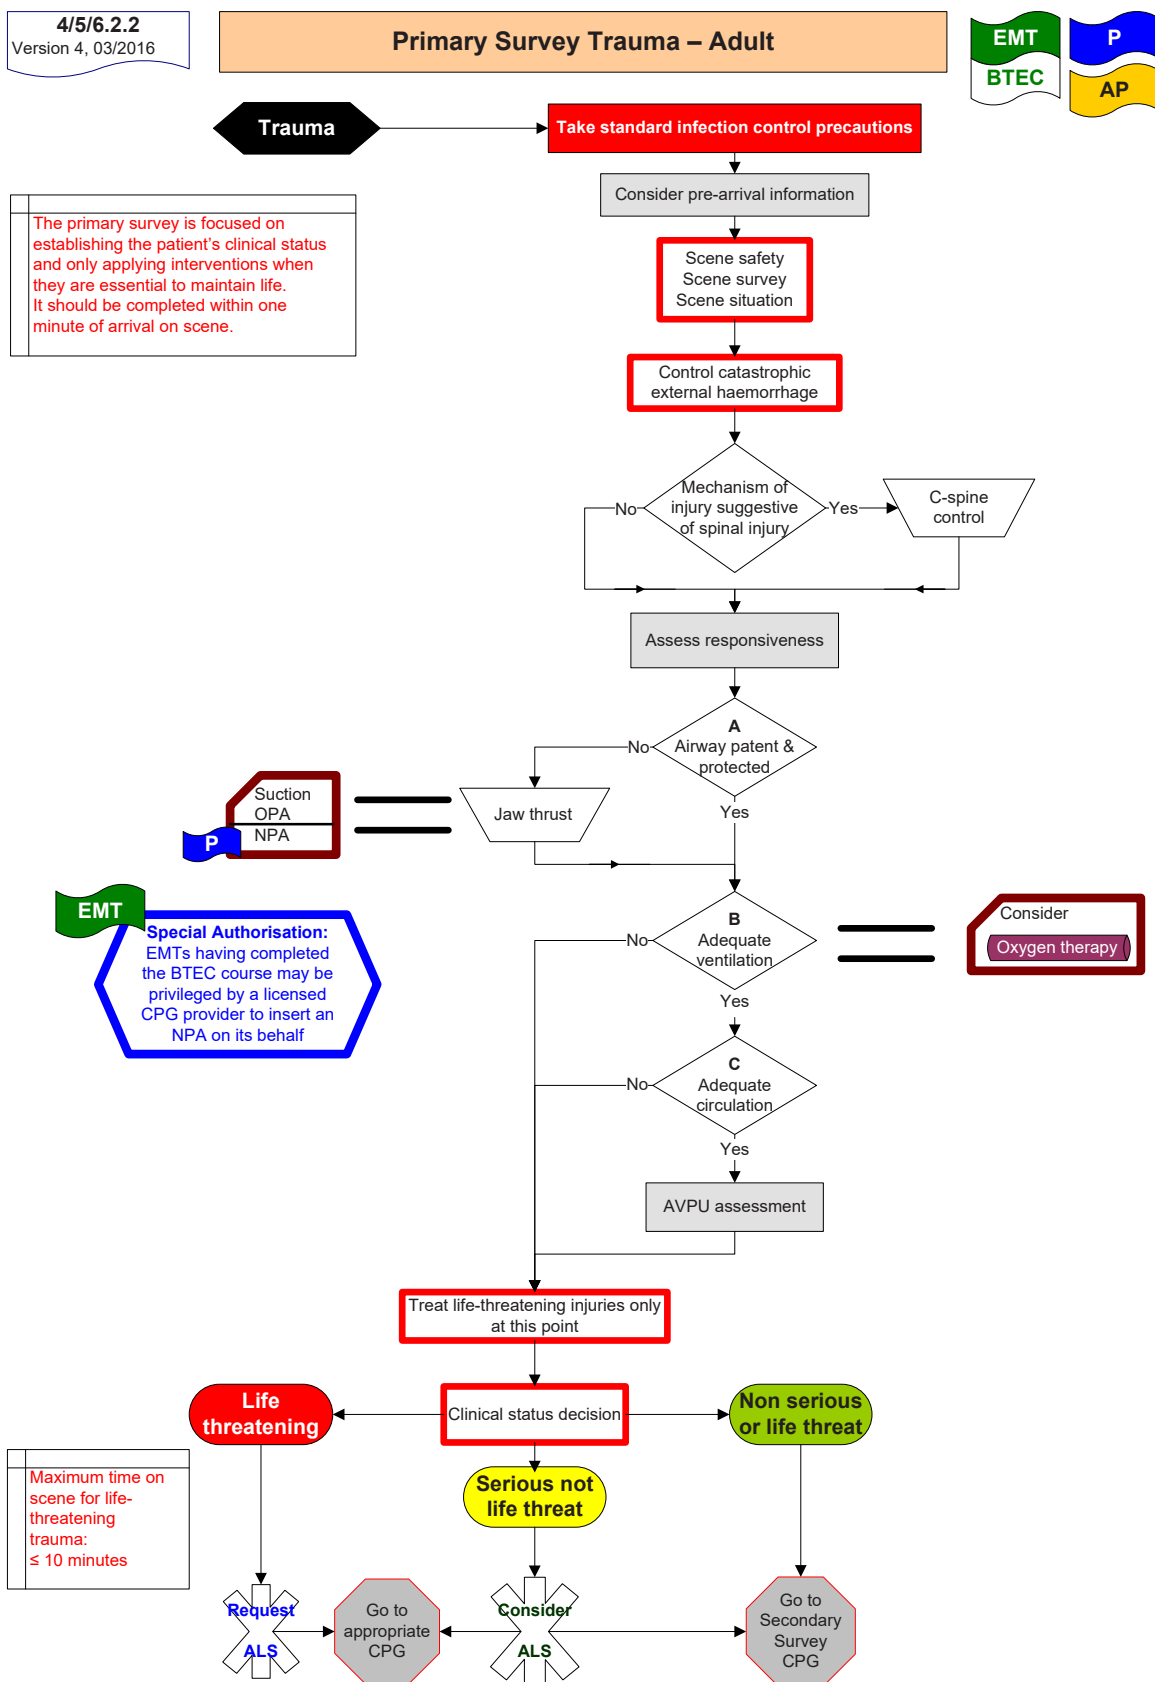 4/5/6.2.2
Version 4, 03/2016
Primary Survey Trauma – Adult
EMT
P
BTEC
AP
Trauma
Take standard infection control precautions
Consider pre-arrival information
The primary survey is focused on
establishing the patient's clinical status
and only applying interventions when
they are essential to maintain life.
It should be completed within one
minute of arrival on scene.
Scene safety
Scene survey
Scene situation
Control catastrophic
external haemorrhage
Mechanism of
injury suggestive
of spinal injury
No
Yes
C-spine
control
Assess responsiveness
A
Airway patent &
protected
No
Yes
Suction
OPA
P
NPA
Jaw thrust
EMT
Special Authorisation:
EMTs having completed
the BTEC course may be
privileged by a licensed
CPG provider to insert an
NPA on its behalf
B
Adequate
ventilation
No
Yes
Consider
Oxygen therapy
C
Adequate
circulation
No
Yes
AVPU assessment
Treat life-threatening injuries only
at this point
Life
threatening
Clinical status decision
Non serious
or life threat
Serious not
life threat
Maximum time on
scene for life-
threatening
trauma:
≤ 10 minutes
Request
ALS
Go to
appropriate
CPG
Consider
ALS
Go to
Secondary
Survey
CPG